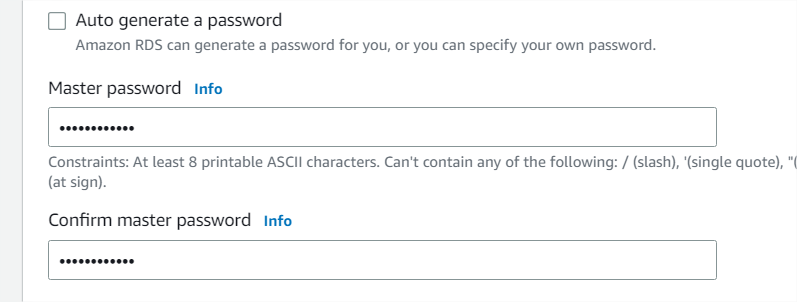 Auto generate a password
Amazon RDS can generate a password for you, or you can specify your own password.
Master password Info
••••••••••••
Constraints: At least 8 printable ASCII characters. Can't contain any of the following: / (slash), '(single quote), "(
(at sign).
Confirm master password Info
••••••••••••